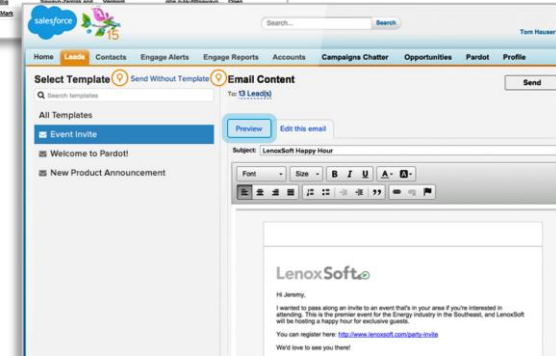 Mark
salesforce
15
Search...
Search
Tom Hauser
Home Leads Contacts Engage Alerts Engage Reports Accounts Campaigns Chatter Opportunities Pardot Profile
Select Template
Send Without Template
Email Content
Send
Search templates
To: 13 Lead(s)
All Templates
Preview
Edit this email
Event Invite
Subject: LenoxSoft Happy Hour
Welcome to Pardot!
New Product Announcement
Font Size B I U A A
LenoxSoft
Hi Jeremy,
I wanted to pass along an invite to an event that's in your area if you're interested in
attending. This is the premier event for the Energy industry in the Southeast, and LenoxSoft
will be hosting a happy hour for exclusive guests.
You can register here: http://www.lenoxsoft.com/party-invite
We'd love to see you there!